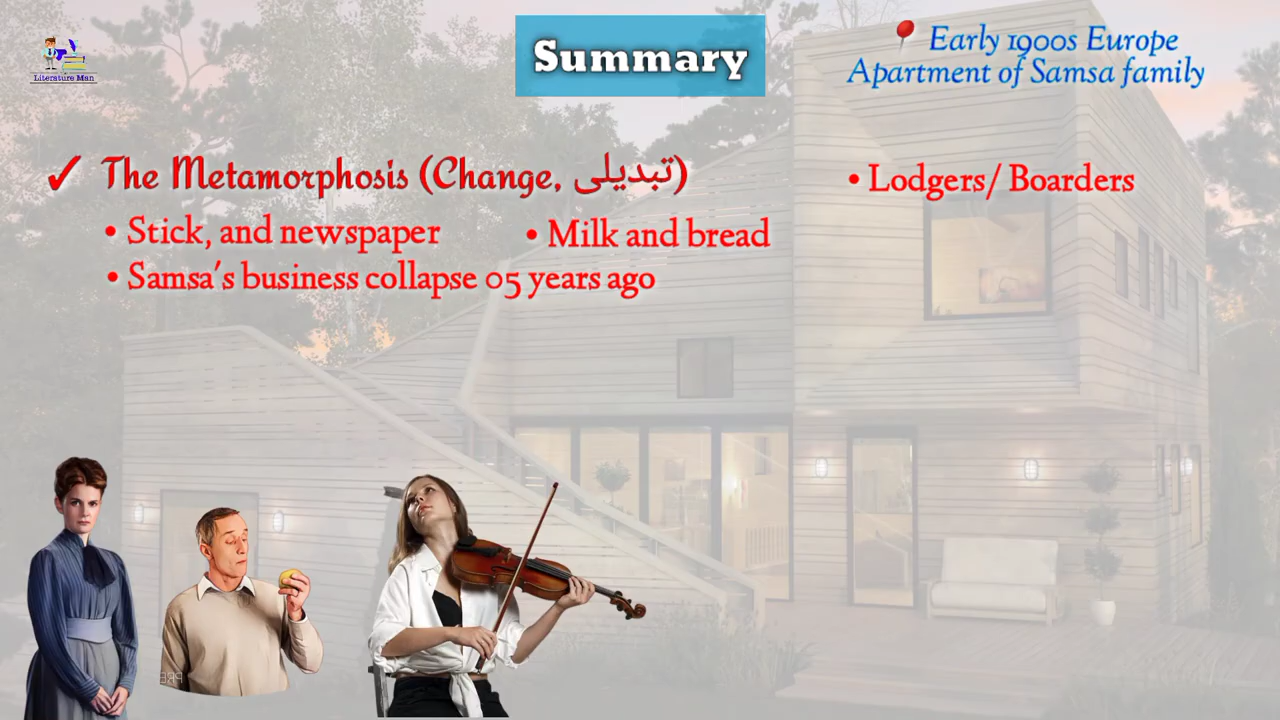 Literature Man
Summary
Early 1900s Europe
Apartment of Samsa family
✓ The Metamorphosis (Change, تبدیلی)
• Stick, and newspaper
• Milk and bread
• Samsa's business collapse 05 years ago
• Lodgers/ Boarders